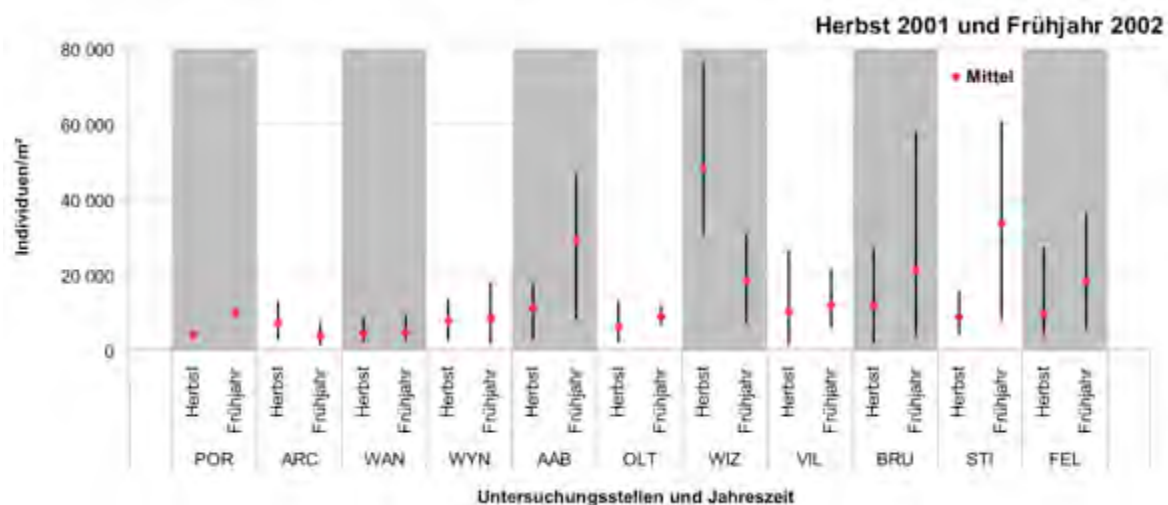 Herbst 2001 und Frühjahr 2002
Mittel
Individuen/m²
80 000
60 000
40 000
20 000
0
Herbst Frühjahr Herbst Frühjahr Herbst Frühjahr Herbst Frühjahr Herbst Frühjahr Herbst Frühjahr Herbst Frühjahr Herbst Frühjahr Herbst Frühjahr Herbst Frühjahr Herbst Frühjahr
POR ARC WAN WYN AAB OLT WIZ VIL BRU STI FEL
Untersuchungsstellen und Jahreszeit